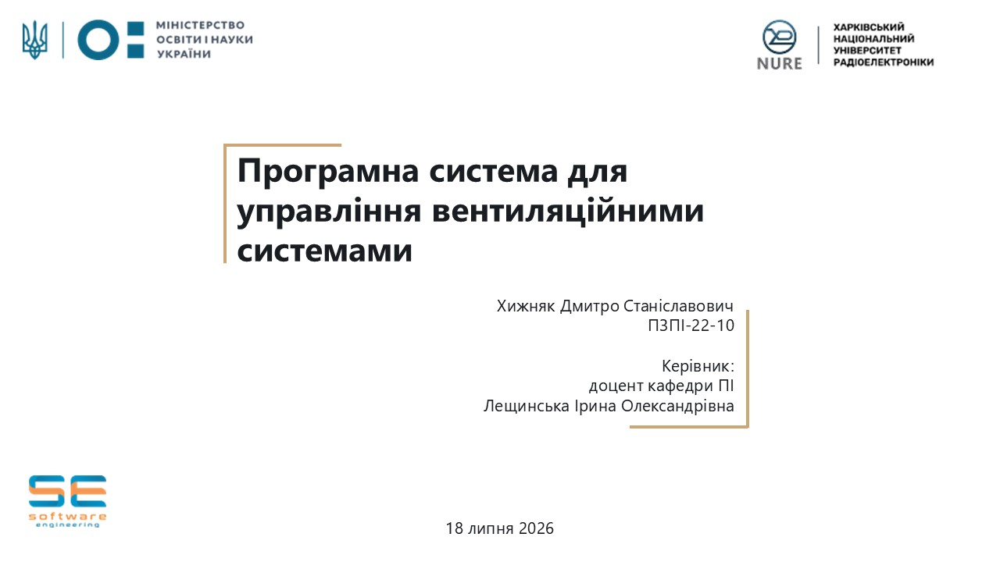 МІНІСТЕРСТВО
ОСВІТИ І НАУКИ
УКРАЇНИ
NURE
ХАРКІВСЬКИЙ
НАЦІОНАЛЬНИЙ
УНІВЕРСИТЕТ
РАДІОЕЛЕКТРОНІКИ
Програмна система для
управління вентиляційними
системами
Хижняк Дмитро Станіславович
ПЗПІ-22-10
Керівник:
доцент кафедри ПІ
Лещинська Ірина Олександрівна
SE
software
engineering
18 липня 2026